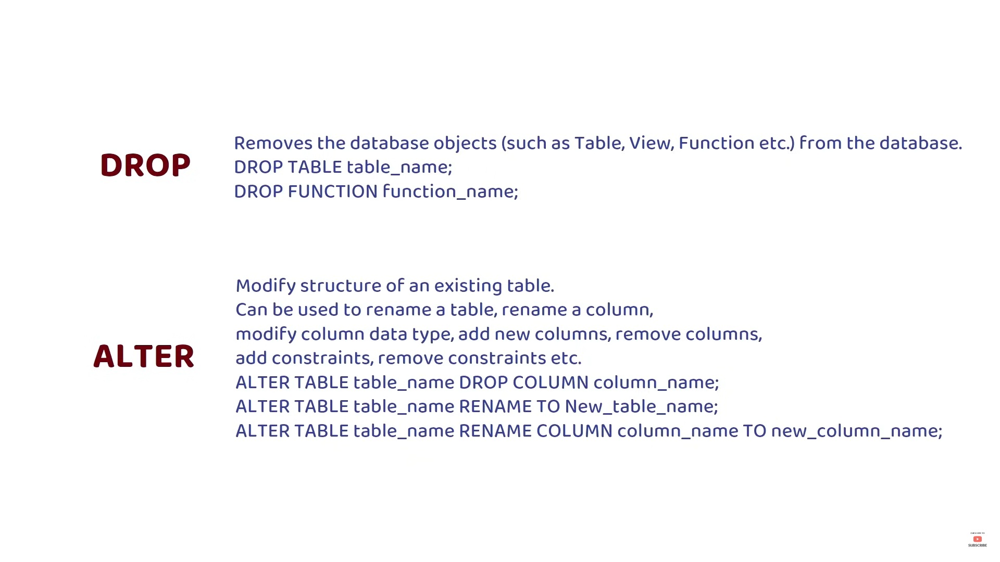 DROP
Removes the database objects (such as Table, View, Function etc.) from the database.
DROP TABLE table_name;
DROP FUNCTION function_name;
ALTER
Modify structure of an existing table.
Can be used to rename a table, rename a column,
modify column data type, add new columns, remove columns,
add constraints, remove constraints etc.
ALTER TABLE table_name DROP COLUMN column_name;
ALTER TABLE table_name RENAME TO New_table_name;
ALTER TABLE table_name RENAME COLUMN column_name TO new_column_name;
CLICK HERE TO
SUBSCRIBE